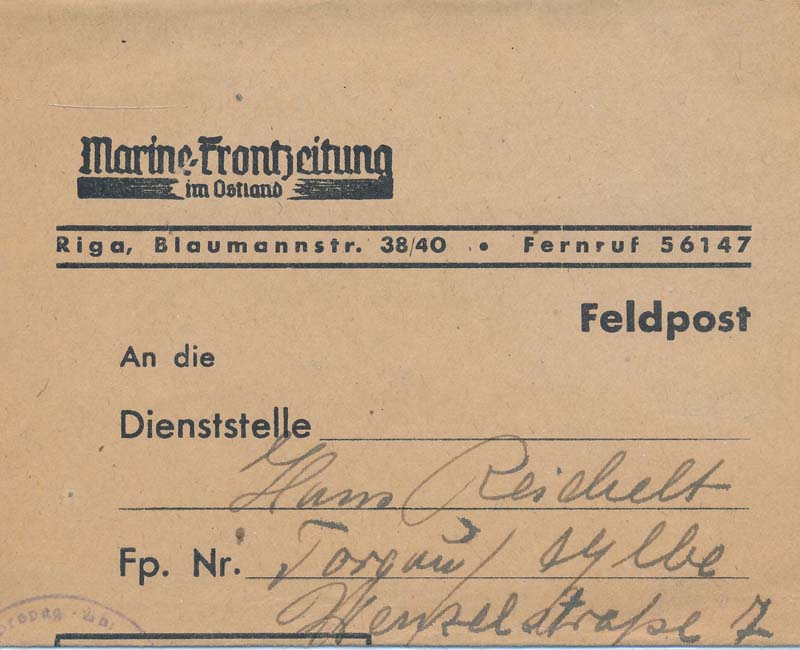 Marine-Frontzeitung
im Ostland
Riga, Blaumannstr. 38/40 • Fernruf 56147
Feldpost
An die
Dienststelle
Hans Reichelt
Fp. Nr. Torgau / Elbe
Wenzelstraße 7